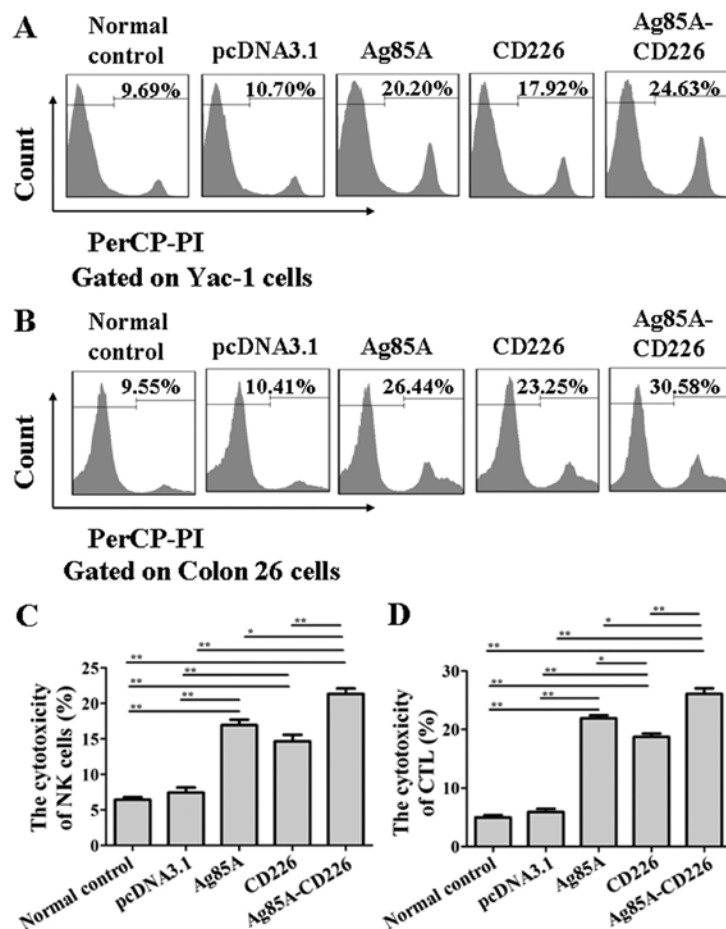 A
Normal
control
pcDNA3.1
Ag85A
CD226
Ag85A-
CD226
9.69%
10.70%
20.20%
17.92%
24.63%
Count
PerCP-PI
Gated on Yac-1 cells
B
Normal
control
pcDNA3.1
Ag85A
CD226
Ag85A-
CD226
9.55%
10.41%
26.44%
23.25%
30.58%
Count
PerCP-PI
Gated on Colon 26 cells
C
The cytotoxicity
of NK cells (%)
25
20
15
10
5
0
**
*
**
**
**
**
**
**
**
Normal control
pcDNA3.1
Ag85A
CD226
Ag85A-CD226
D
The cytotoxicity
of CTL (%)
30
20
10
0
**
*
**
**
*
**
**
**
**
Normal control
pcDNA3.1
Ag85A
CD226
Ag85A-CD226